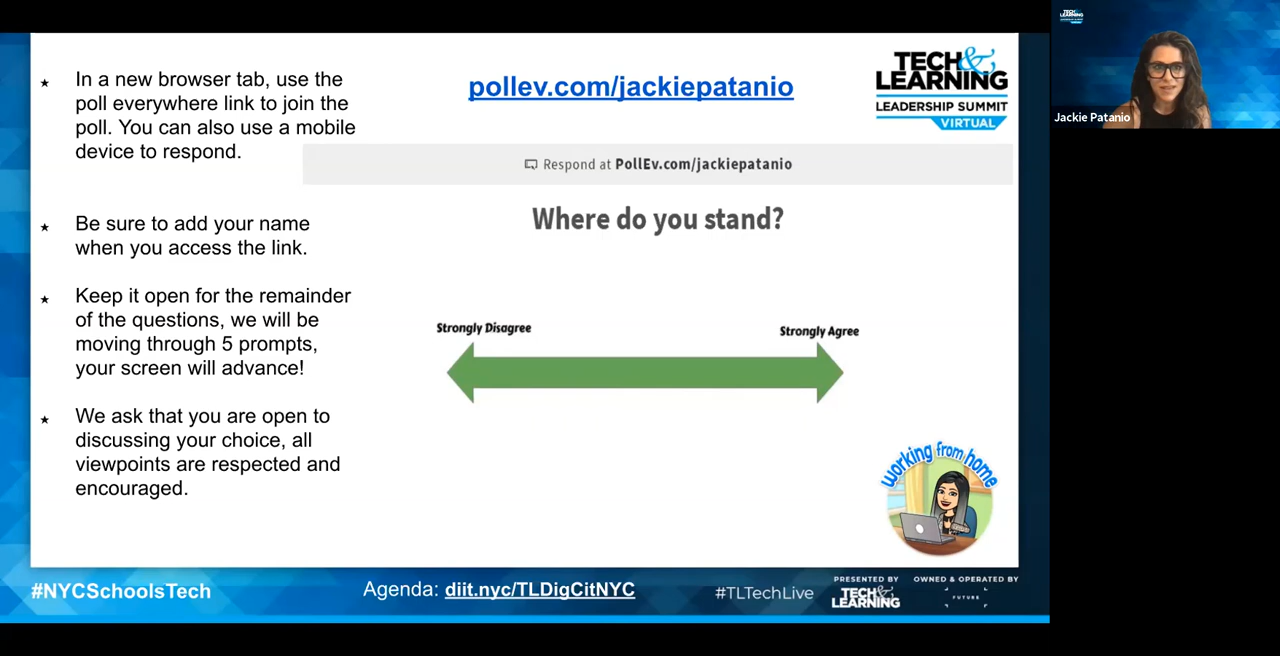 ★ In a new browser tab, use the
poll everywhere link to join the
poll. You can also use a mobile
device to respond.
★ Be sure to add your name
when you access the link.
★ Keep it open for the remainder
of the questions, we will be
moving through 5 prompts,
your screen will advance!
★ We ask that you are open to
discussing your choice, all
viewpoints are respected and
encouraged.
pollev.com/jackiepatanio
TECH&
LEARNING
LEADERSHIP SUMMIT
VIRTUAL
Respond at PollEv.com/jackiepatanio
Where do you stand?
Strongly Disagree
Strongly Agree
working from home
#NYCSchoolsTech
Agenda: diit.nyc/TLDigCitNYC
#TLTechLive
PRESENTED BY
TECH&
LEARNING
OWNED & OPERATED BY
FUTURE
TECH&
LEARNING
Jackie Patanio